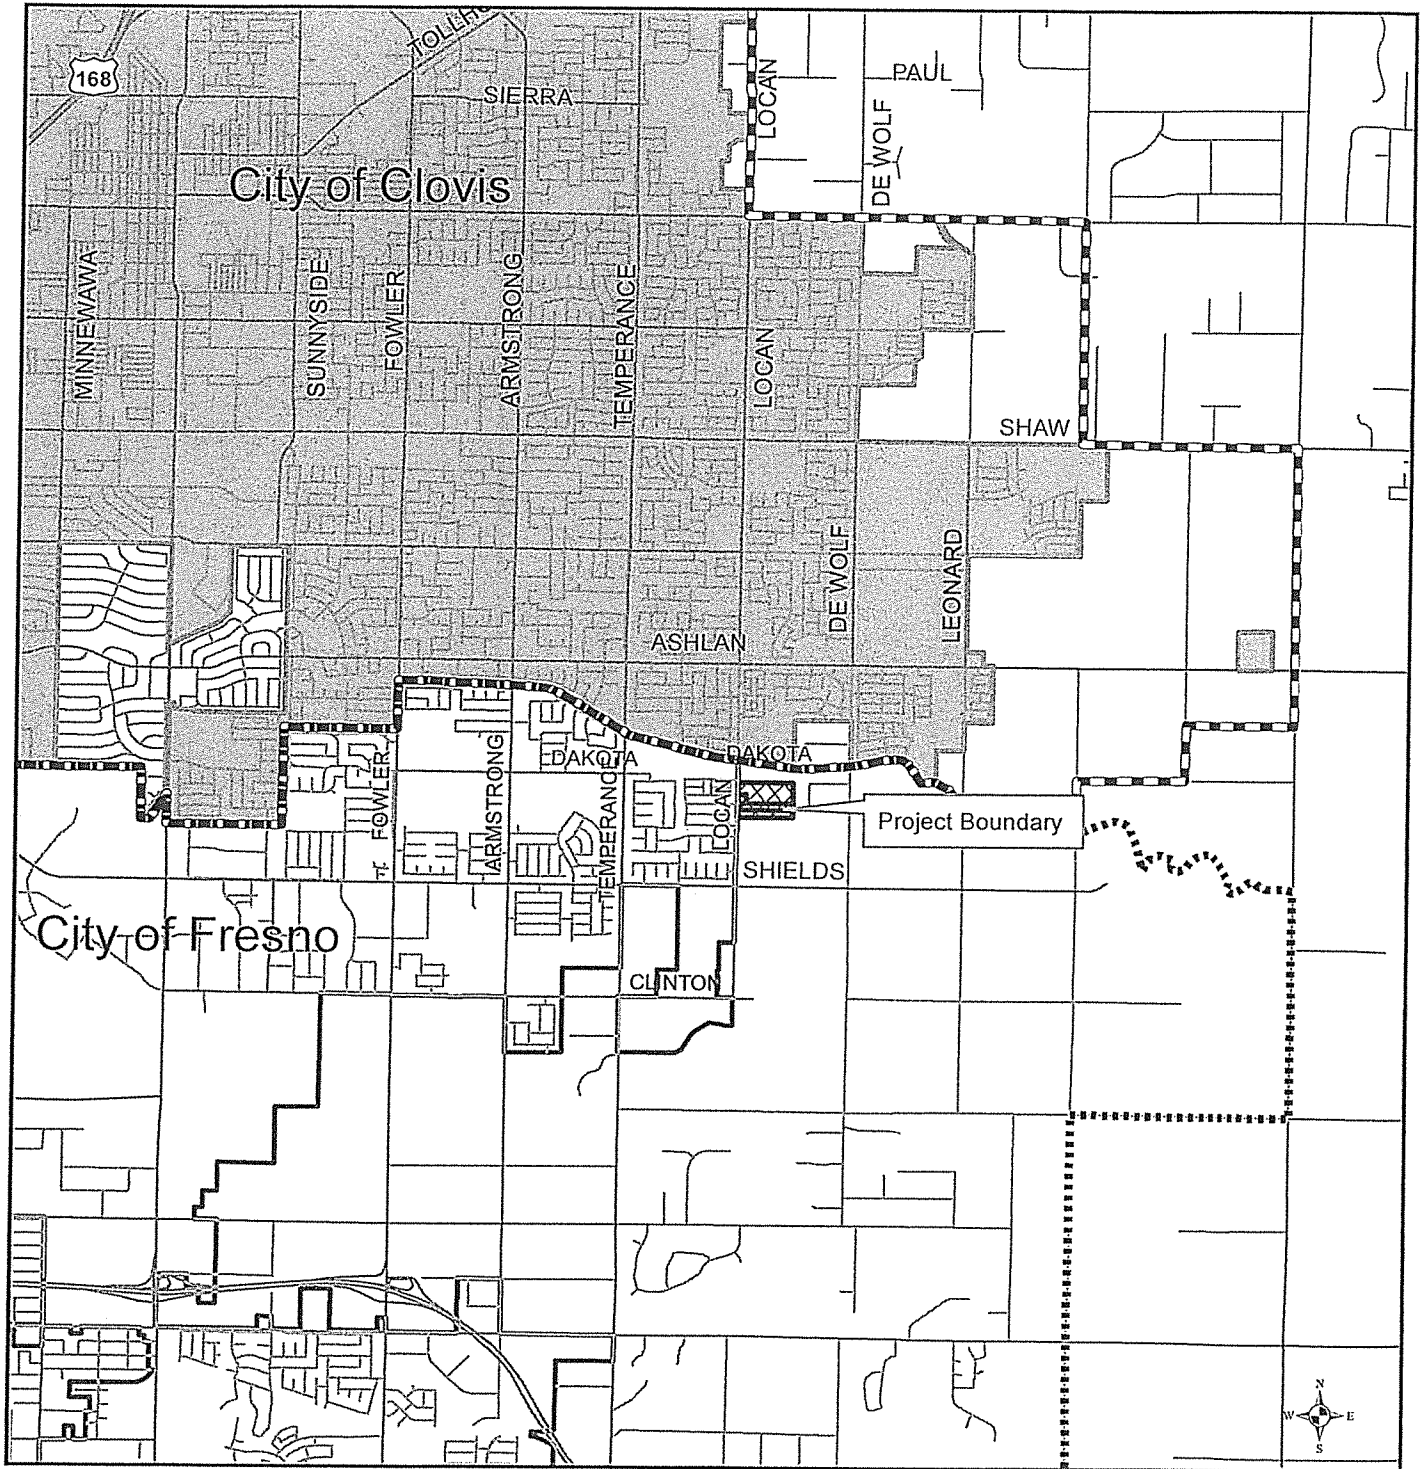 TOLLH
168
SIERRA
LOCAN
PAUL
DE WOLF
City of Clovis
MINNEWAWA
SUNNYSIDE
FOWLER
ARMSTRONG
TEMPERANCE
LOCAN
SHAW
DE WOLF
LEONARD
ASHLAN
DAKOTA
DAKOTA
FOWLER
ARMSTRONG
TEMPERANCE
LOCAN
Project Boundary
SHIELDS
City of Fresno
CLINTON
N
W E
S